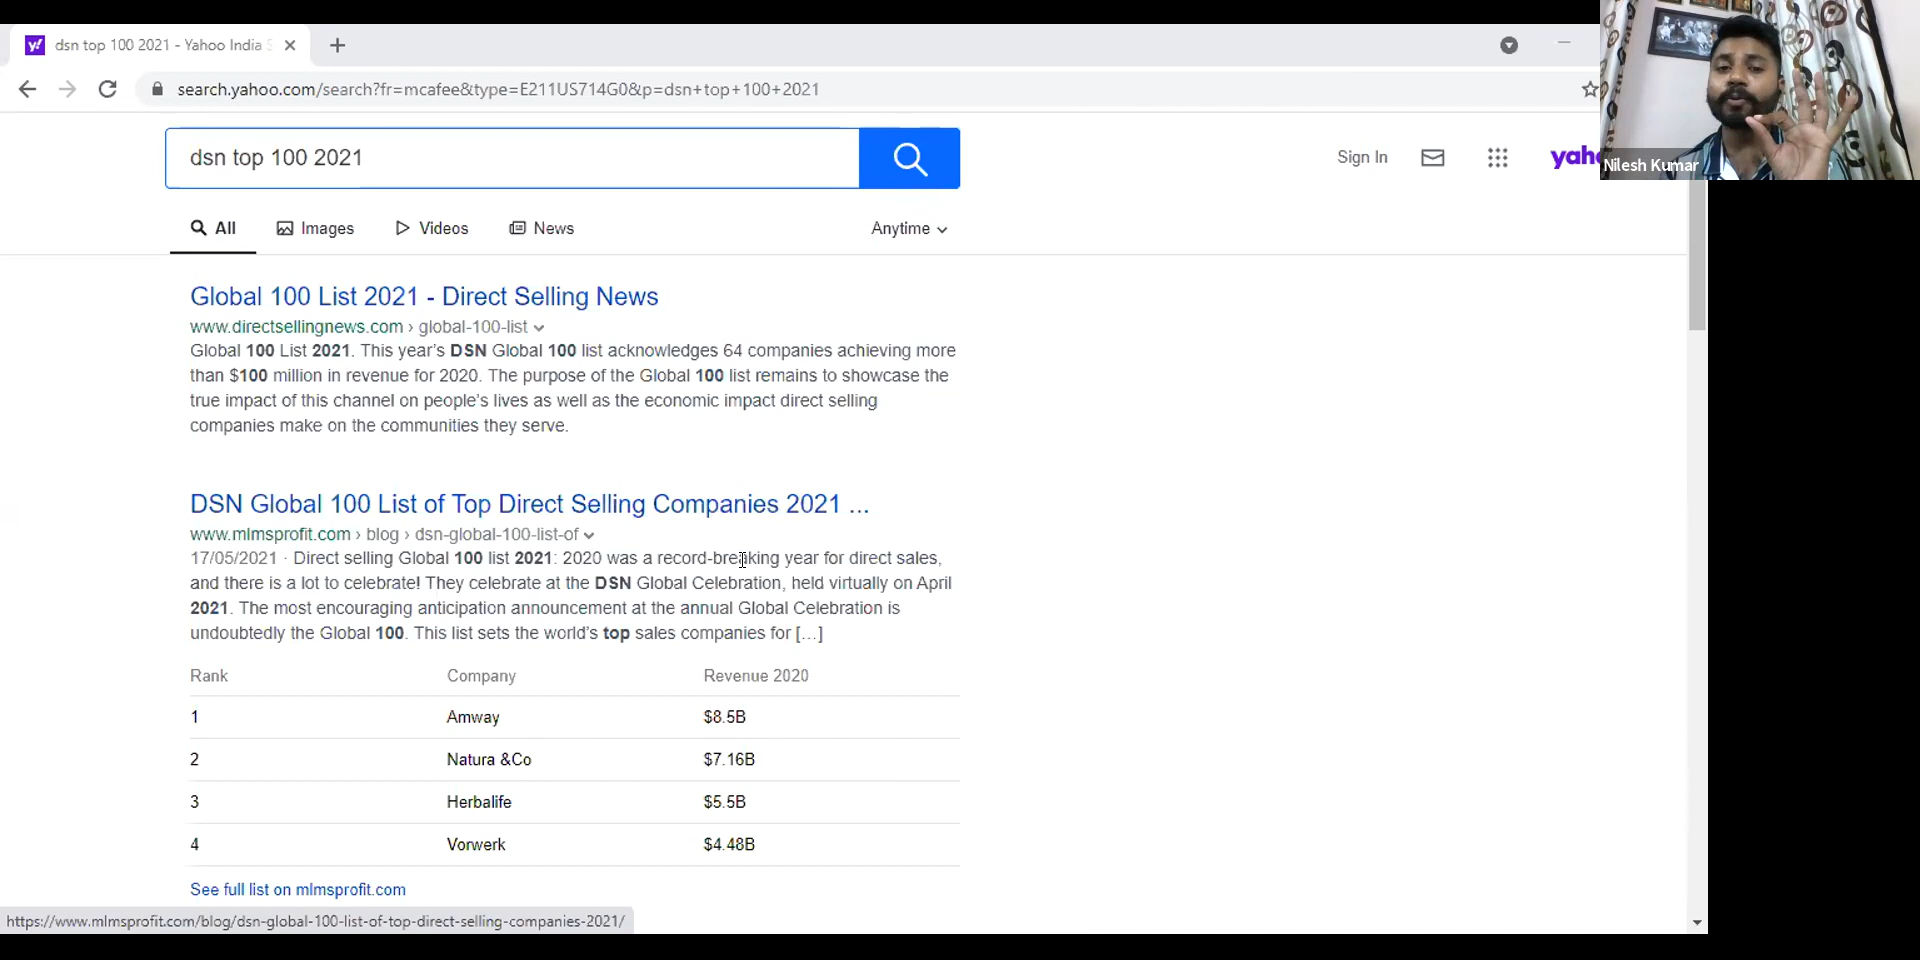 dsn top 100 2021 - Yahoo India S
search.yahoo.com/search?fr=mcafee&type=E211US714G0&p=dsn+top+100+2021
dsn top 100 2021
Sign In
yaho
Nilesh Kumar
All
Images
Videos
News
Anytime
Global 100 List 2021 - Direct Selling News
www.directsellingnews.com › global-100-list
Global 100 List 2021. This year’s DSN Global 100 list acknowledges 64 companies achieving more
than $100 million in revenue for 2020. The purpose of the Global 100 list remains to showcase the
true impact of this channel on people’s lives as well as the economic impact direct selling
companies make on the communities they serve.
DSN Global 100 List of Top Direct Selling Companies 2021 ...
www.mlmsprofit.com › blog › dsn-global-100-list-of
17/05/2021 · Direct selling Global 100 list 2021: 2020 was a record-breaking year for direct sales,
and there is a lot to celebrate! They celebrate at the DSN Global Celebration, held virtually on April
2021. The most encouraging anticipation announcement at the annual Global Celebration is
undoubtedly the Global 100. This list sets the world’s top sales companies for […]
Rank Company Revenue 2020
1 Amway $8.5B
2 Natura &Co $7.16B
3 Herbalife $5.5B
4 Vorwerk $4.48B
See full list on mlmsprofit.com
https://www.mlmsprofit.com/blog/dsn-global-100-list-of-top-direct-selling-companies-2021/